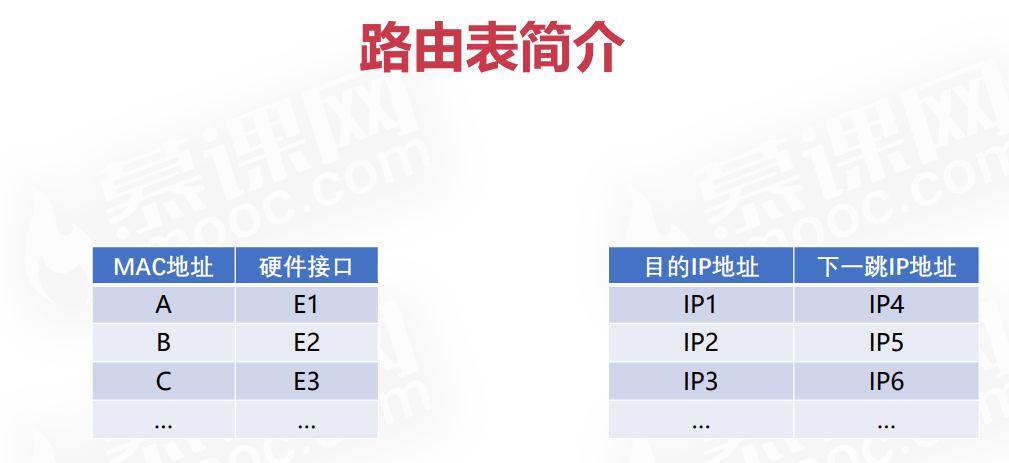 路由表简介
慕课网
imooc.com
慕课网
imooc.com
MAC地址 硬件接口
A E1
B E2
C E3
... ...
目的IP地址 下一跳IP地址
IP1 IP4
IP2 IP5
IP3 IP6
... ...